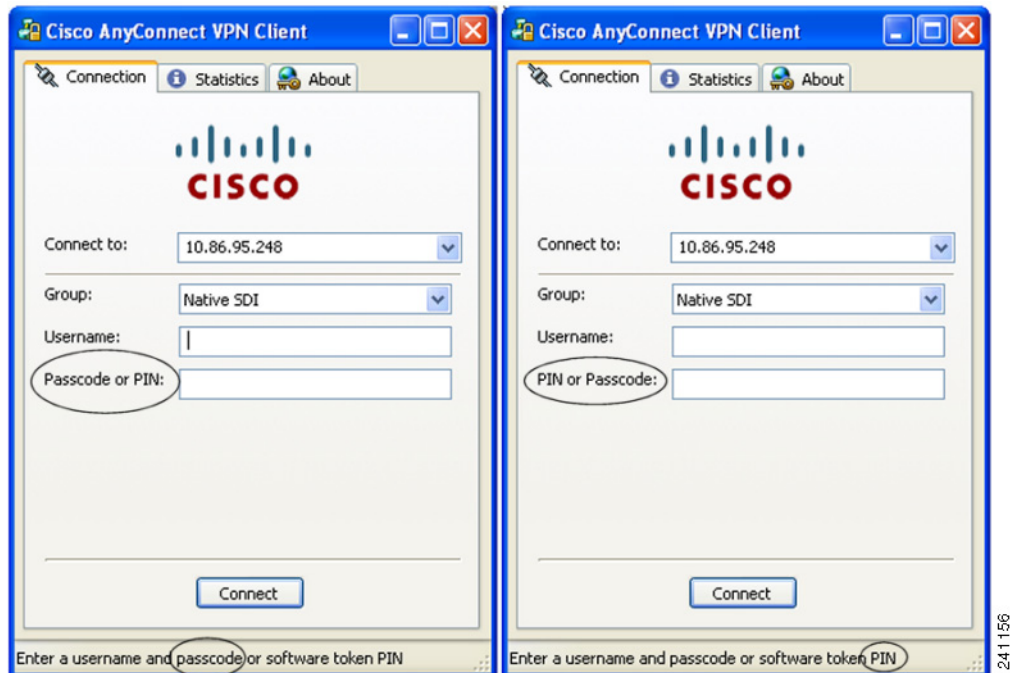 Cisco AnyConnect VPN Client
Connection
Statistics
About
CISCO
Connect to:
10.86.95.248
Group:
Native SDI
Username:
Passcode or PIN:
Connect
Enter a username and passcode or software token PIN
Cisco AnyConnect VPN Client
Connection
Statistics
About
CISCO
Connect to:
10.86.95.248
Group:
Native SDI
Username:
PIN or Passcode:
Connect
Enter a username and passcode or software token PIN
241156